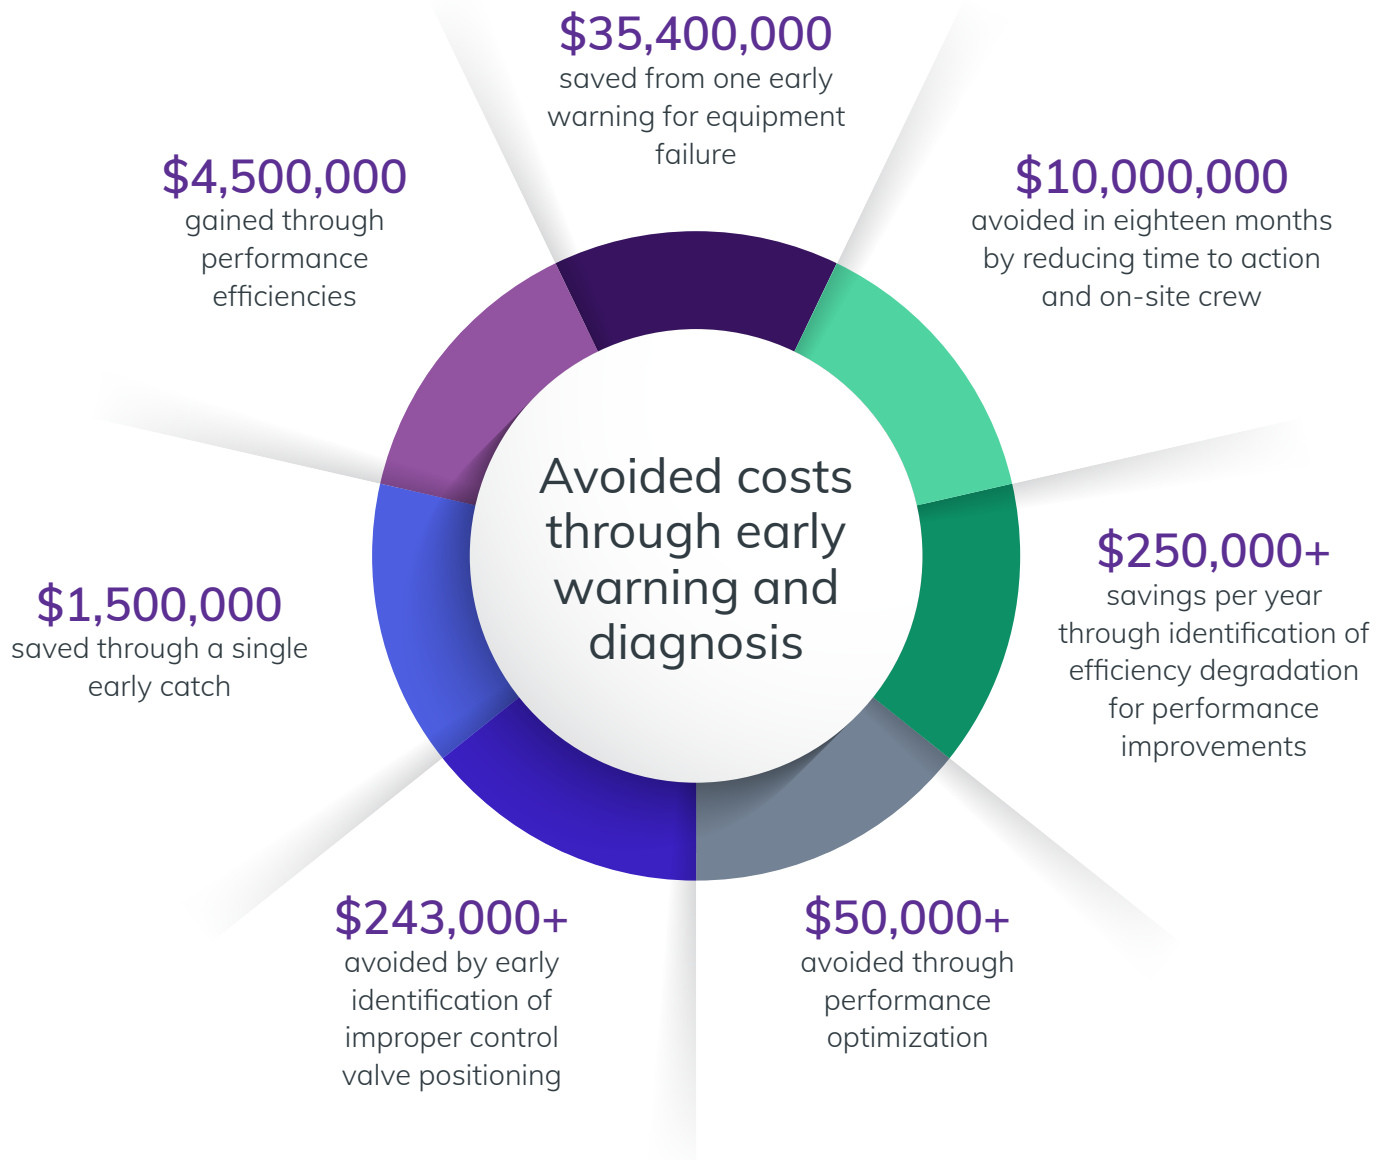 $35,400,000
saved from one early
warning for equipment
failure
$10,000,000
avoided in eighteen months
by reducing time to action
and on-site crew
$250,000+
savings per year
through identification of
efficiency degradation
for performance
improvements
$50,000+
avoided through
performance
optimization
$243,000+
avoided by early
identification of
improper control
valve positioning
$1,500,000
saved through a single
early catch
$4,500,000
gained through
performance
efficiencies
Avoided costs
through early
warning and
diagnosis